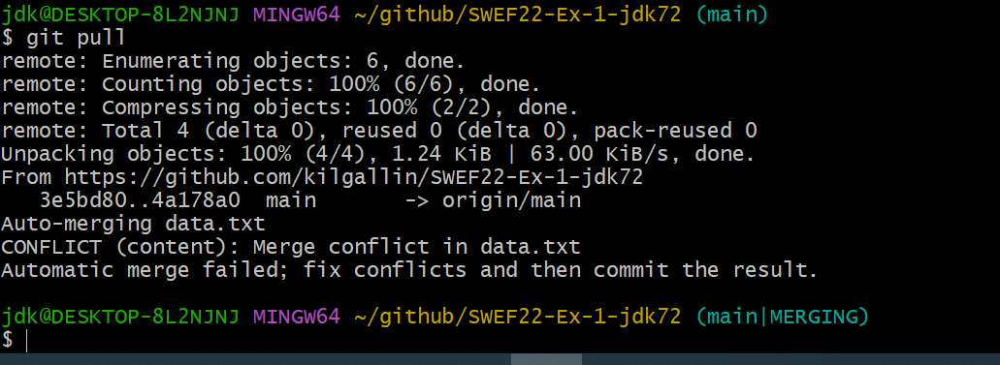 jdk@DESKTOP-8L2NJNJ MINGW64 ~/github/SWEF22-Ex-1-jdk72 (main)
$ git pull
remote: Enumerating objects: 6, done.
remote: Counting objects: 100% (6/6), done.
remote: Compressing objects: 100% (2/2), done.
remote: Total 4 (delta 0), reused 0 (delta 0), pack-reused 0
Unpacking objects: 100% (4/4), 1.24 KiB | 63.00 KiB/s, done.
From https://github.com/kilgallin/SWEF22-Ex-1-jdk72
   3e5bd80..4a178a0  main       -> origin/main
Auto-merging data.txt
CONFLICT (content): Merge conflict in data.txt
Automatic merge failed; fix conflicts and then commit the result.
jdk@DESKTOP-8L2NJNJ MINGW64 ~/github/SWEF22-Ex-1-jdk72 (main|MERGING)
$